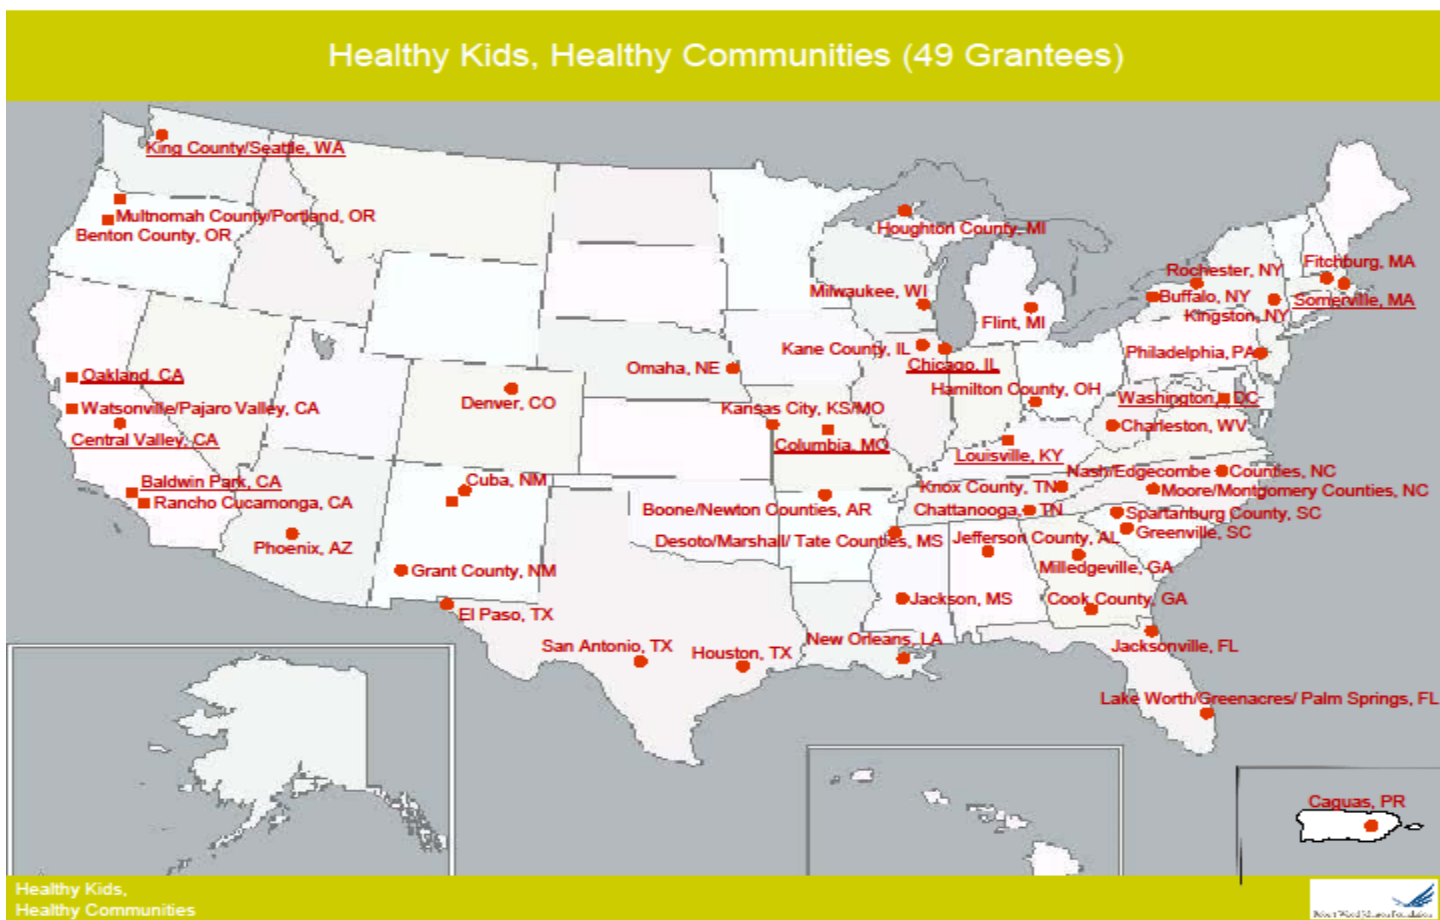 Healthy Kids, Healthy Communities (49 Grantees)
King County/Seattle, WA
Multnomah County/Portland, OR
Benton County, OR
Houghton County, MI
Fitchburg, MA
Rochester, NY
Milwaukee, WI
Buffalo, NY
Somerville, MA
Flint, MI
Kingston, NY
Kane County, IL
Philadelphia, PA
Chicago, IL
Omaha, NE
Oakland, CA
Hamilton County, OH
Denver, CO
Washington, DC
Watsonville/Pajaro Valley, CA
Kansas City, KS/MO
Charleston, WV
Central Valley, CA
Columbia, MO
Louisville, KY
Nash/Edgecombe Counties, NC
Baldwin Park, CA
Cuba, NM
Knox County, TN
Moore/Montgomery Counties, NC
Rancho Cucamonga, CA
Boone/Newton Counties, AR
Chattanooga, TN
Spartanburg County, SC
Greenville, SC
Phoenix, AZ
Desoto/Marshall/ Tate Counties, MS
Jefferson County, AL
Milledgeville, GA
Grant County, NM
Jackson, MS
Cook County, GA
El Paso, TX
New Orleans, LA
San Antonio, TX
Houston, TX
Jacksonville, FL
Lake Worth/Greenacres/ Palm Springs, FL
Caguas, PR
Healthy Kids,
Healthy Communities
Robert Wood Johnson Foundation